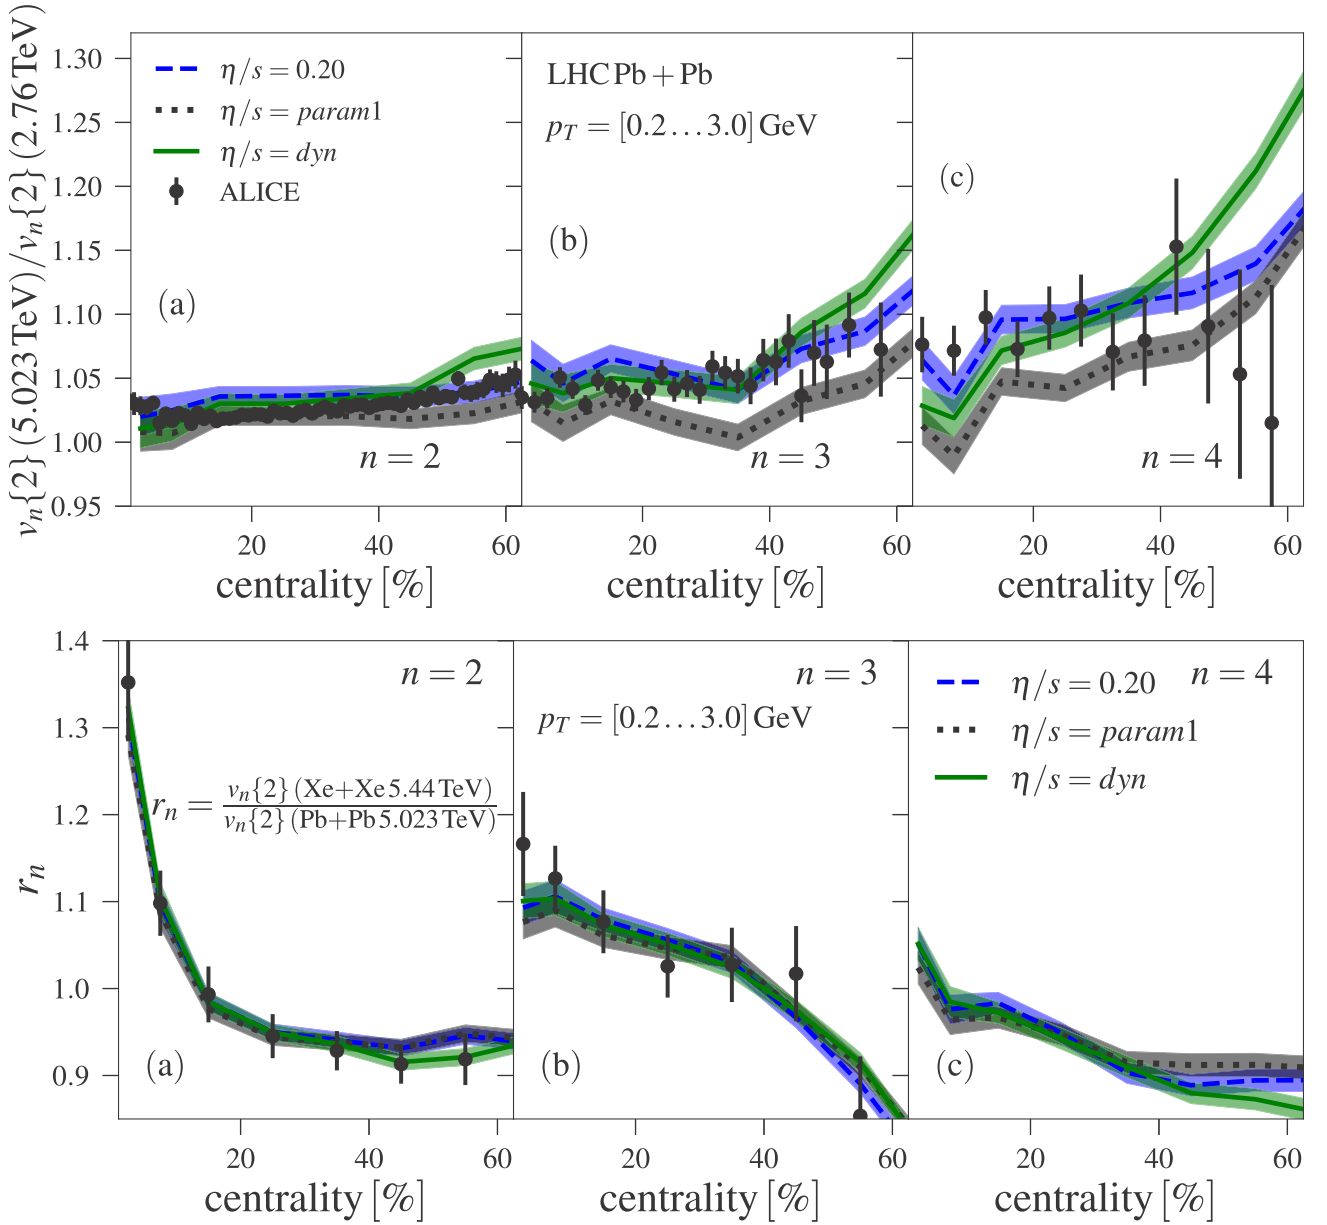 v_n{2} (5.023 TeV)/v_n{2} (2.76 TeV)
1.30
1.25
1.20
1.15
1.10
1.05
1.00
0.95
η/s = 0.20
η/s = param1
η/s = dyn
ALICE
(a)
n = 2
LHC Pb + Pb
p_T = [0.2…3.0] GeV
(b)
n = 3
(c)
n = 4
20 40 60 20 40 60 20 40 60
centrality [%] centrality [%] centrality [%]
r_n
1.4
1.3
1.2
1.1
1.0
0.9
n = 2
r_n = v_n{2} (Xe+Xe 5.44 TeV)
v_n{2} (Pb+Pb 5.023 TeV)
(a)
n = 3
p_T = [0.2…3.0] GeV
(b)
η/s = 0.20 n = 4
η/s = param1
η/s = dyn
(c)
20 40 60 20 40 60 20 40 60
centrality [%] centrality [%] centrality [%]